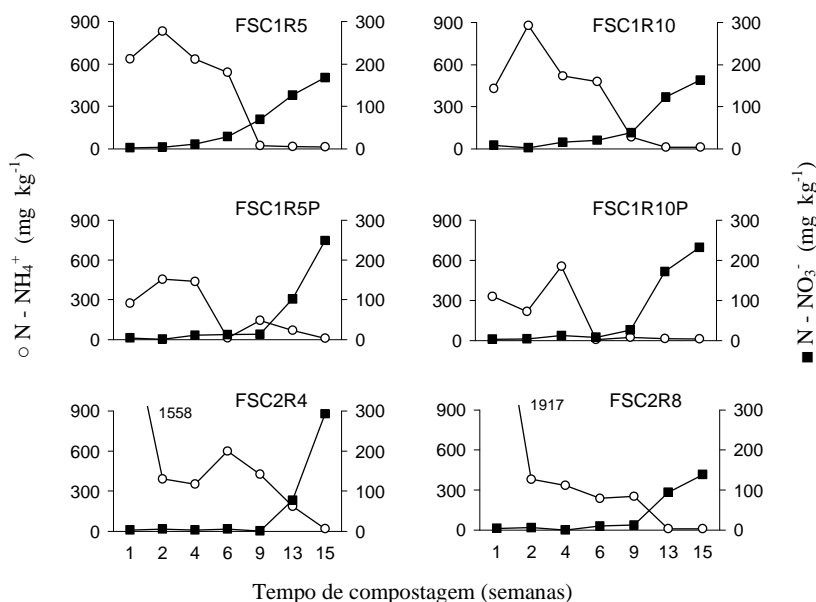 FSC1R5
FSC1R10
900 600 300 0
300 200 100 0
900 600 300 0
300 200 100 0
FSC1R5P
FSC1R10P
900 600 300 0
300 200 100 0
900 600 300 0
300 200 100 0
FSC2R4
FSC2R8
1558
1917
900 600 300 0
300 200 100 0
900 600 300 0
300 200 100 0
1 2 4 6 9 13 15
1 2 4 6 9 13 15
○ N - NH₄⁺ (mg kg⁻¹)
■ N - NO₃⁻ (mg kg⁻¹)
Tempo de compostagem (semanas)